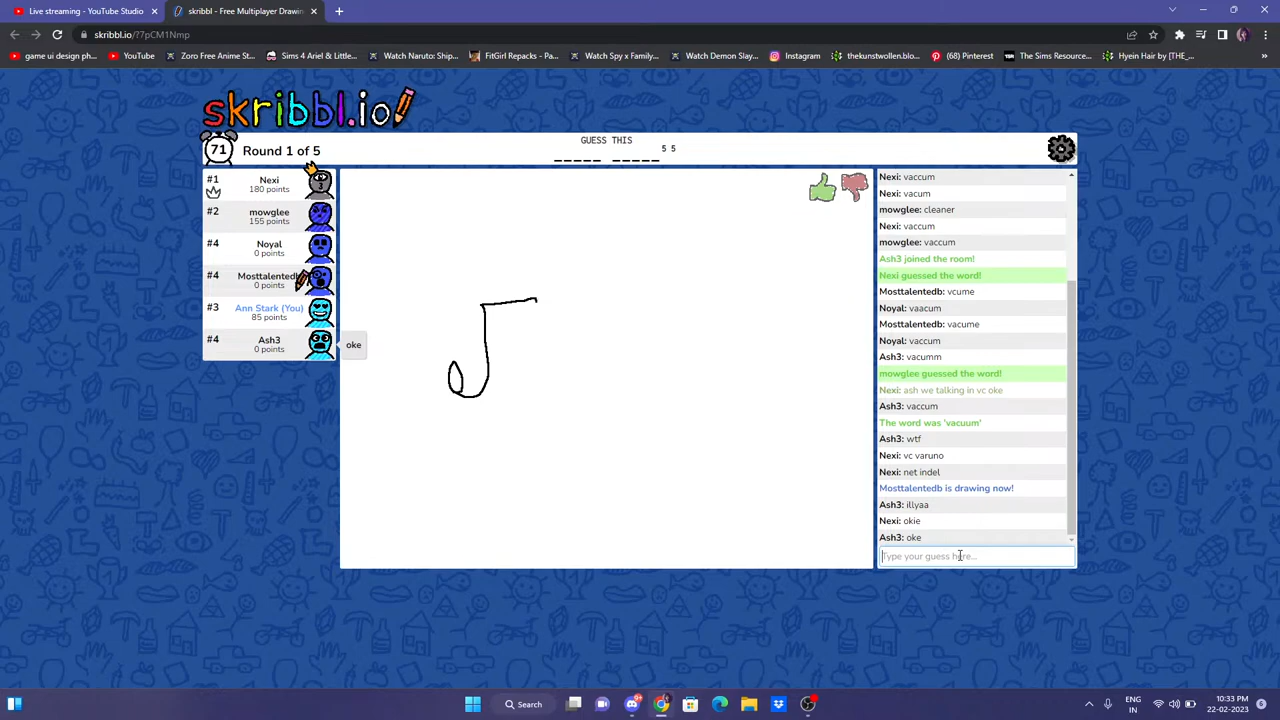 Live streaming - YouTube Studio
skribbl - Free Multiplayer Drawin
skribbl.io/?7pCM1Nmp
game ui design ph...
YouTube
Zoro Free Anime St...
Sims 4 Ariel & Little...
Watch Naruto: Ship...
FitGirl Repacks - Pa...
Watch Spy x Family...
Watch Demon Slay...
Instagram
thekunstwollen.blo...
(68) Pinterest
The Sims Resource...
Hyein Hair by [THE_...
skribbl.io
71
Round 1 of 5
GUESS THIS
_____ _____ 5 5
#1 Nexi
180 points
#2 mowglee
155 points
#4 Noyal
0 points
#4 Mosttalentedb
0 points
#3 Ann Stark (You)
85 points
#4 Ash3
0 points
oke
Nexi: vaccum
Nexi: vacum
mowglee: cleaner
Nexi: vaccum
mowglee: vaccum
Ash3 joined the room!
Nexi guessed the word!
Mosttalentedb: vcume
Noyal: vaacum
Mosttalentedb: vacume
Noyal: vaccum
Ash3: vacumm
mowglee guessed the word!
Nexi: ash we talking in vc oke
Ash3: vaccum
The word was 'vacuum'
Ash3: wtf
Nexi: vc varuno
Nexi: net indel
Mosttalentedb is drawing now!
Ash3: illyaa
Nexi: okie
Ash3: oke
Type your guess here...
Search
ENG
IN
10:33 PM
22-02-2023